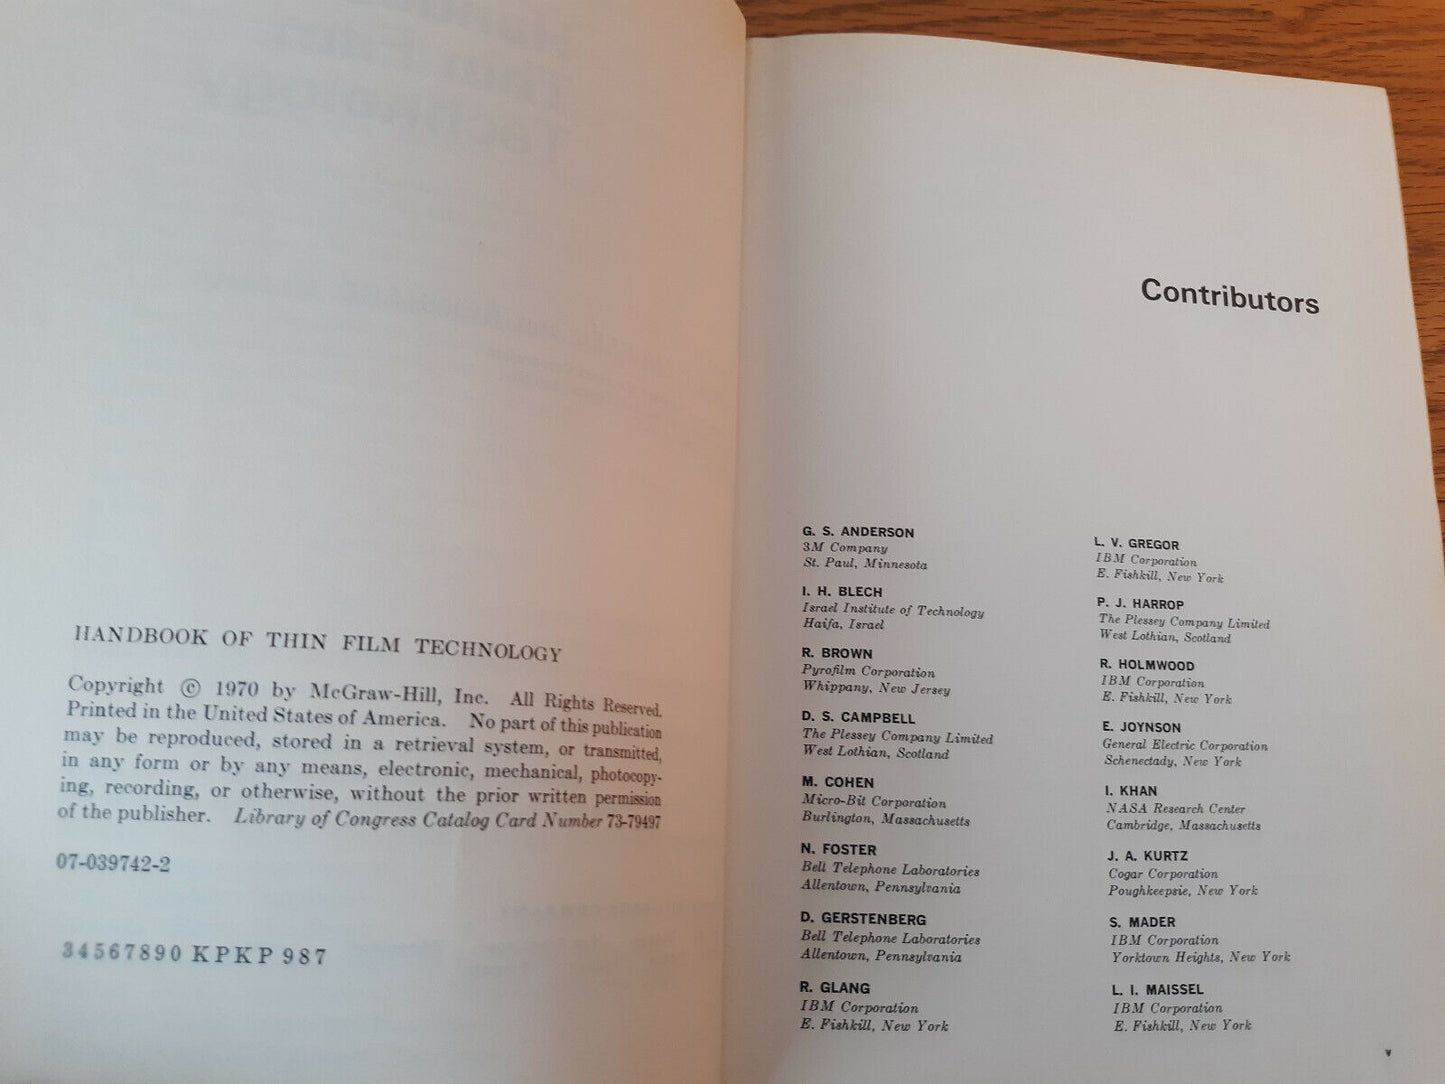 HANDBOOK OF THIN FILM TECHNOLOGY
Copyright © 1970 by McGraw-Hill, Inc. All Rights Reserved.
Printed in the United States of America. No part of this publication
may be reproduced, stored in a retrieval system, or transmitted,
in any form or by any means, electronic, mechanical, photocopy-
ing, recording, or otherwise, without the prior written permission
of the publisher. Library of Congress Catalog Card Number 73-79497
07-039742-2
34567890 KPKP 987
Contributors
G. S. ANDERSON
3M Company
St. Paul, Minnesota
I. H. BLECH
Israel Institute of Technology
Haifa, Israel
R. BROWN
Pyrofilm Corporation
Whippany, New Jersey
D. S. CAMPBELL
The Plessey Company Limited
West Lothian, Scotland
M. COHEN
Micro-Bit Corporation
Burlington, Massachusetts
N. FOSTER
Bell Telephone Laboratories
Allentown, Pennsylvania
D. GERSTENBERG
Bell Telephone Laboratories
Allentown, Pennsylvania
R. GLANG
IBM Corporation
E. Fishkill, New York
L. V. GREGOR
IBM Corporation
E. Fishkill, New York
P. J. HARROP
The Plessey Company Limited
West Lothian, Scotland
R. HOLMWOOD
IBM Corporation
E. Fishkill, New York
E. JOYNSON
General Electric Corporation
Schenectady, New York
I. KHAN
NASA Research Center
Cambridge, Massachusetts
J. A. KURTZ
Cogar Corporation
Poughkeepsie, New York
S. MADER
IBM Corporation
Yorktown Heights, New York
L. I. MAISSEL
IBM Corporation
E. Fishkill, New York
v